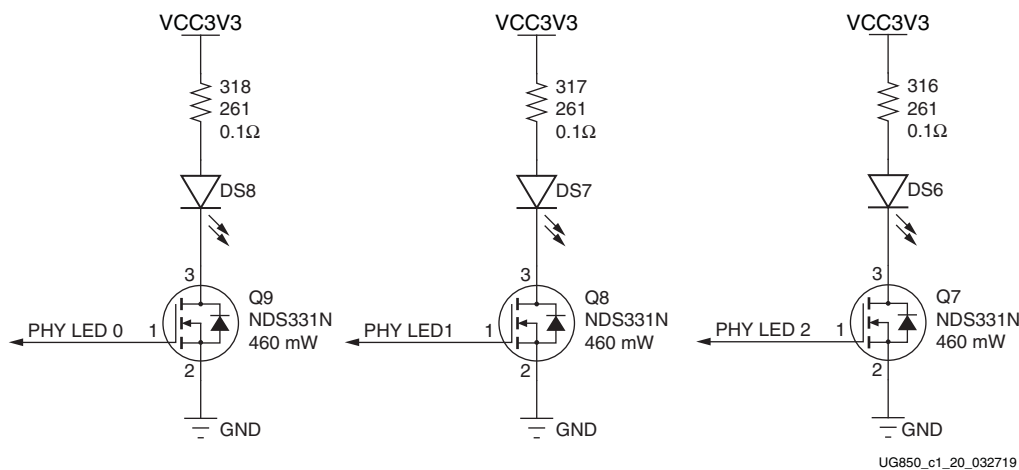 VCC3V3
318
261
0.1Ω
DS8
3
Q9
NDS331N
460 mW
PHY LED 0
1
2
GND
VCC3V3
317
261
0.1Ω
DS7
3
Q8
NDS331N
460 mW
PHY LED1
1
2
GND
VCC3V3
316
261
0.1Ω
DS6
3
Q7
NDS331N
460 mW
PHY LED 2
1
2
GND
UG850_c1_20_032719